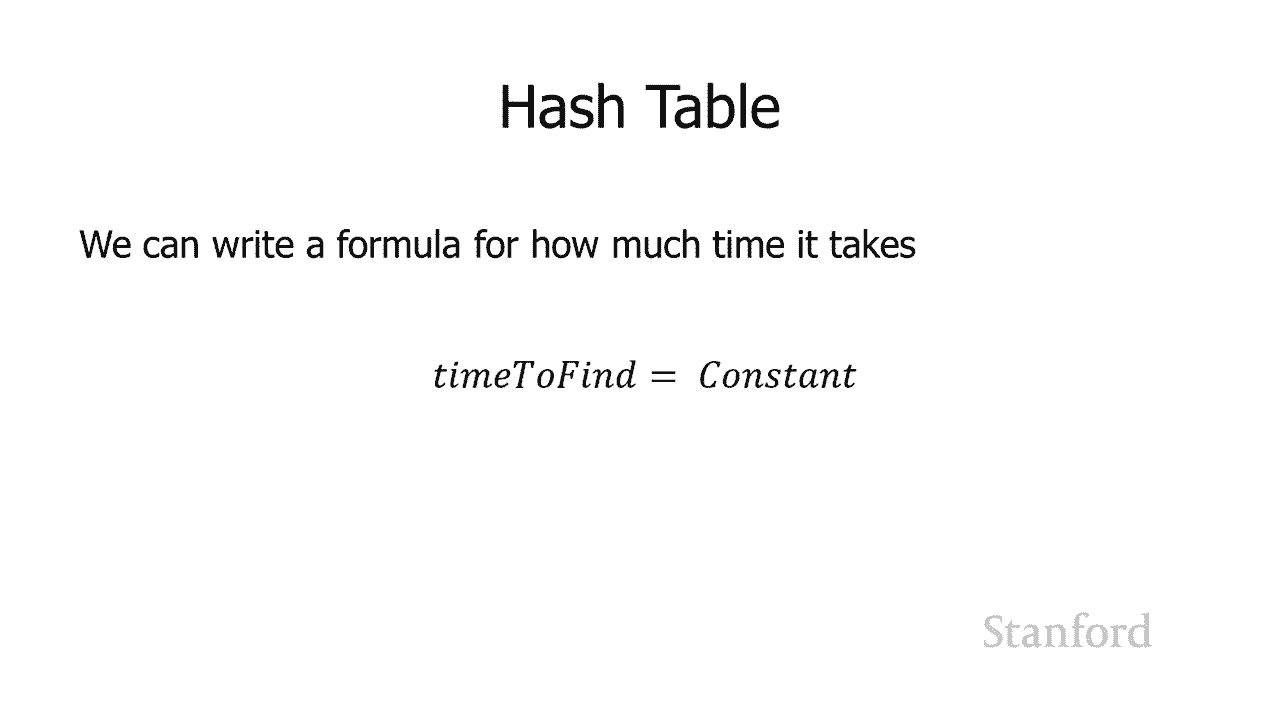 Hash Table
We can write a formula for how much time it takes
timeToFind = Constant
Stanford